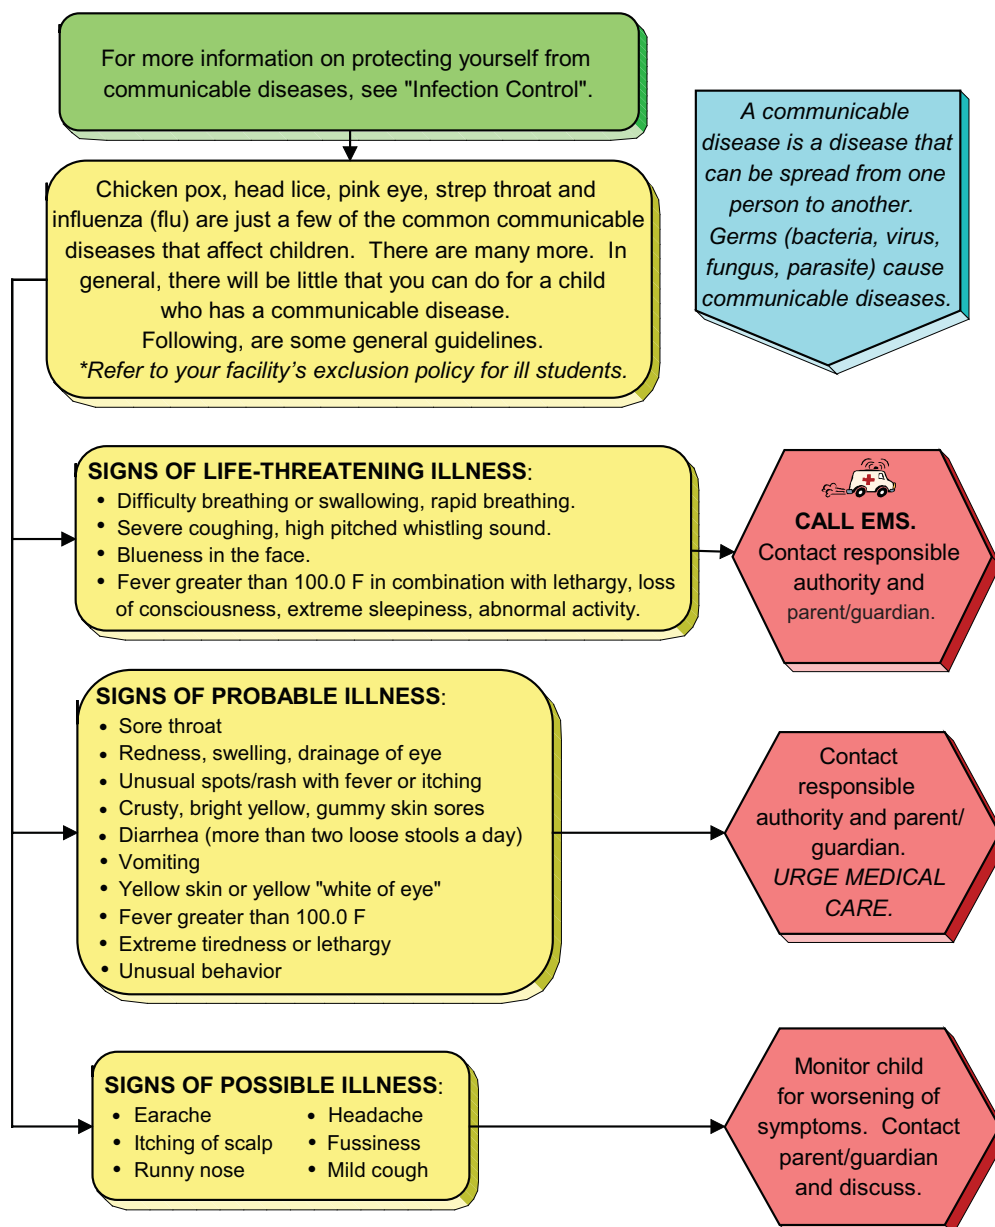 For more information on protecting yourself from
communicable diseases, see "Infection Control".
A communicable
disease is a disease that
can be spread from one
person to another.
Germs (bacteria, virus,
fungus, parasite) cause
communicable diseases.
Chicken pox, head lice, pink eye, strep throat and
influenza (flu) are just a few of the common communicable
diseases that affect children.  There are many more.  In
general, there will be little that you can do for a child
who has a communicable disease.
Following, are some general guidelines.
*Refer to your facility’s exclusion policy for ill students.
SIGNS OF LIFE-THREATENING ILLNESS:
• Difficulty breathing or swallowing, rapid breathing.
• Severe coughing, high pitched whistling sound.
• Blueness in the face.
• Fever greater than 100.0 F in combination with lethargy, loss
of consciousness, extreme sleepiness, abnormal activity.
CALL EMS.
Contact responsible
authority and
parent/guardian.
SIGNS OF PROBABLE ILLNESS:
• Sore throat
• Redness, swelling, drainage of eye
• Unusual spots/rash with fever or itching
• Crusty, bright yellow, gummy skin sores
• Diarrhea (more than two loose stools a day)
• Vomiting
• Yellow skin or yellow "white of eye"
• Fever greater than 100.0 F
• Extreme tiredness or lethargy
• Unusual behavior
Contact
responsible
authority and parent/
guardian.
URGE MEDICAL
CARE.
SIGNS OF POSSIBLE ILLNESS:
• Earache
• Itching of scalp
• Runny nose
• Headache
• Fussiness
• Mild cough
Monitor child
for worsening of
symptoms.  Contact
parent/guardian
and discuss.